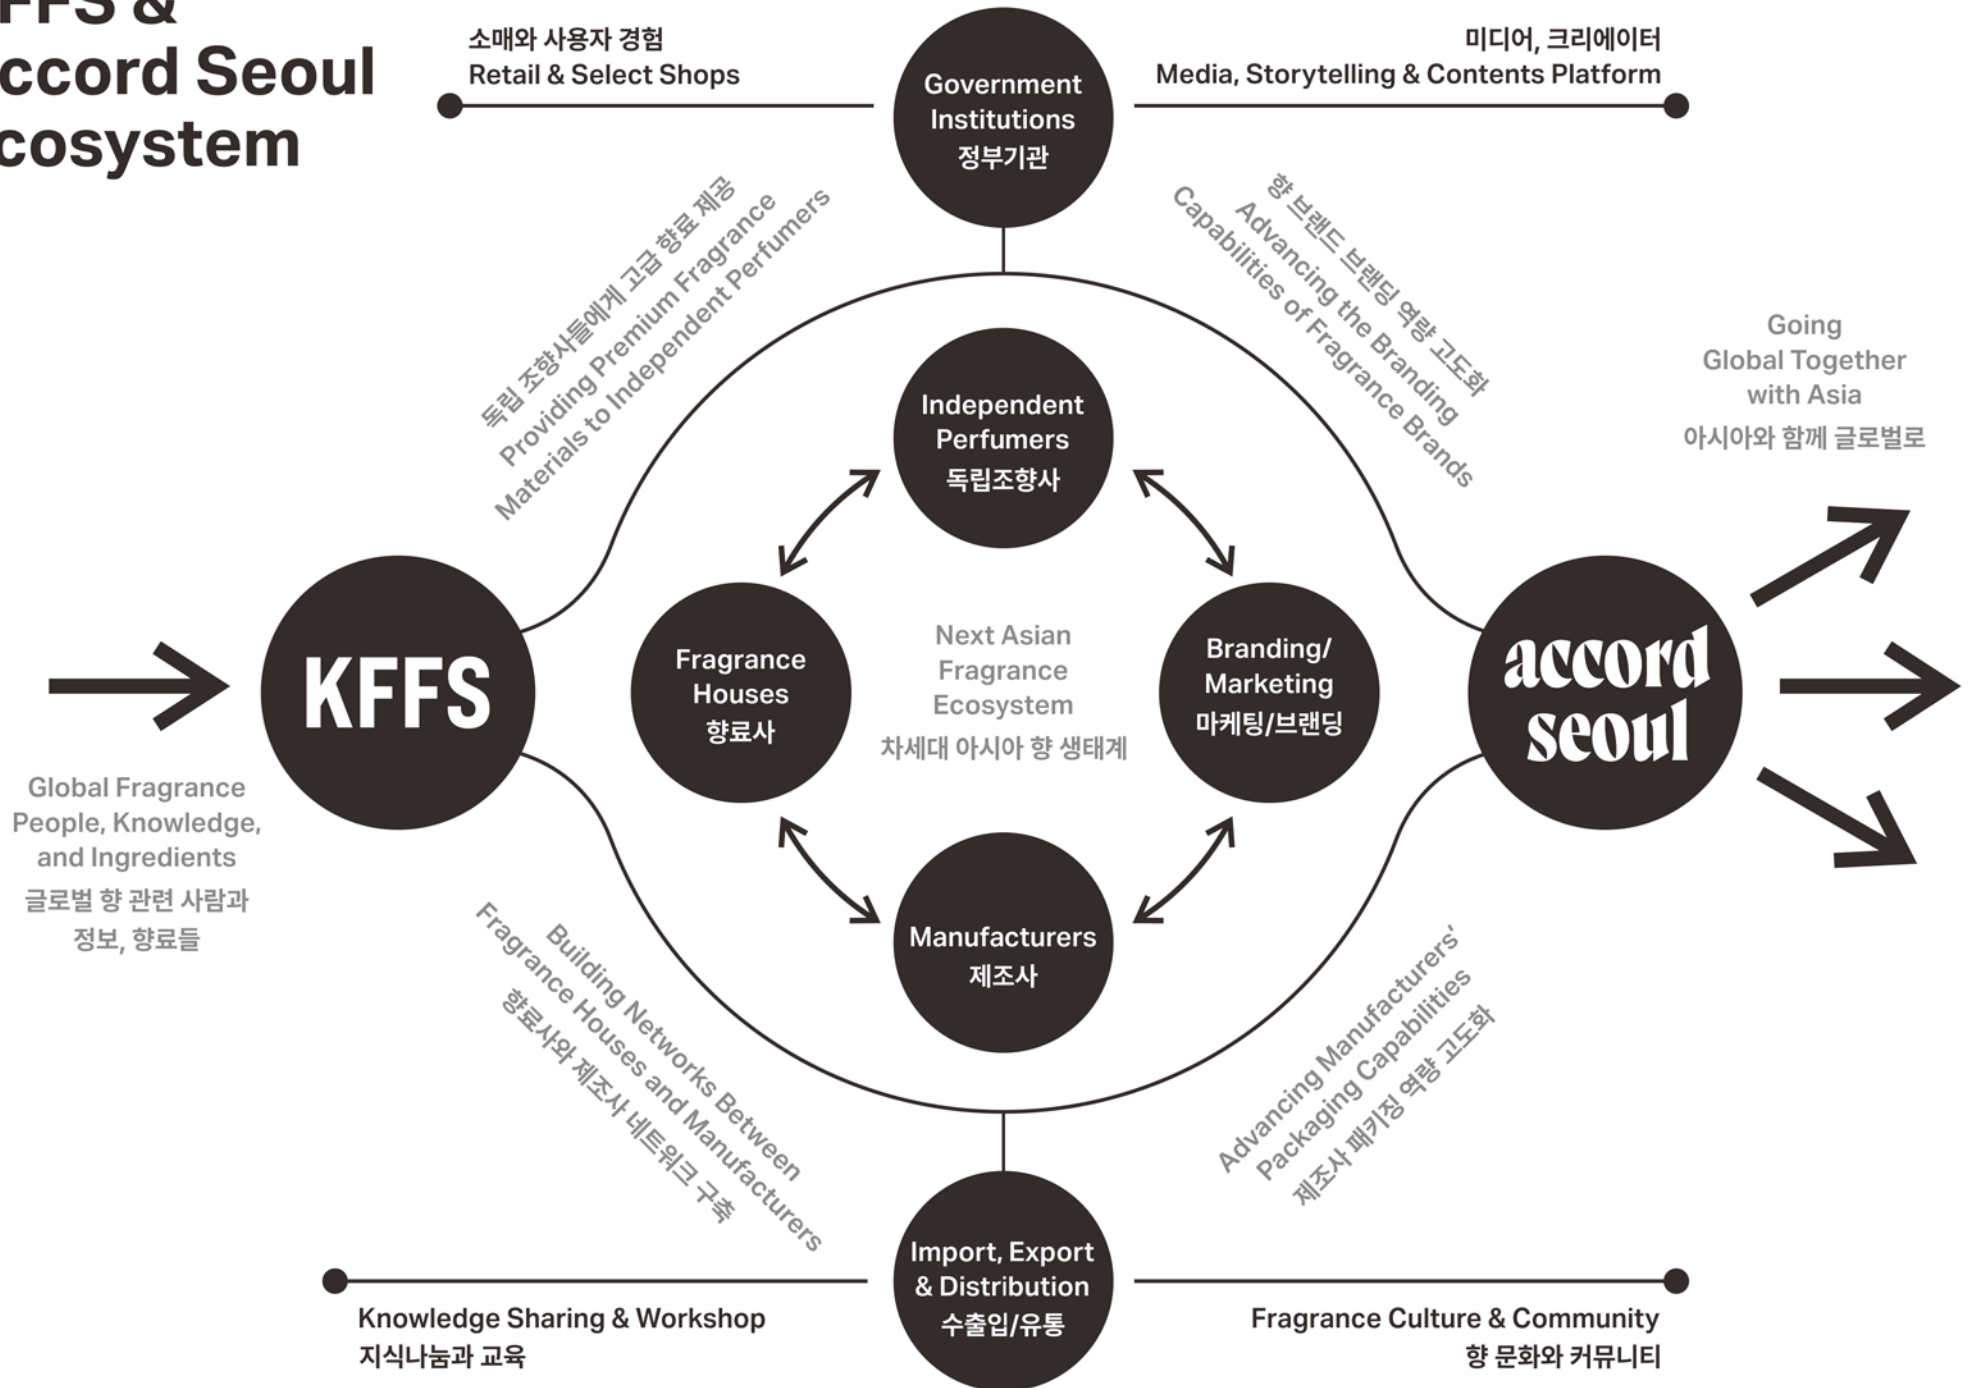 FFS &
ccord Seoul
cosystem
소매와 사용자 경험
Retail & Select Shops
Government
Institutions
정부기관
미디어, 크리에이터
Media, Storytelling & Contents Platform
독립 조향사들에게 고급 향료 제공
Providing Premium Fragrance
Materials to Independent Perfumers
향 브랜드 브랜딩 역량 고도화
Advancing the Branding
Capabilities of Fragrance Brands
Independent
Perfumers
독립조향사
Going
Global Together
with Asia
아시아와 함께 글로벌로
KFFS
Fragrance
Houses
향료사
Next Asian
Fragrance
Ecosystem
차세대 아시아 향 생태계
Branding/
Marketing
마케팅/브랜딩
accord
seoul
Global Fragrance
People, Knowledge,
and Ingredients
글로벌 향 관련 사람과
정보, 향료들
Manufacturers
제조사
Building Networks Between
Fragrance Houses and Manufacturers
향료사와 제조사 네트워크 구축
Advancing Manufacturers'
Packaging Capabilities
제조사 패키징 역량 고도화
Import, Export
& Distribution
수출입/유통
Knowledge Sharing & Workshop
지식나눔과 교육
Fragrance Culture & Community
향 문화와 커뮤니티